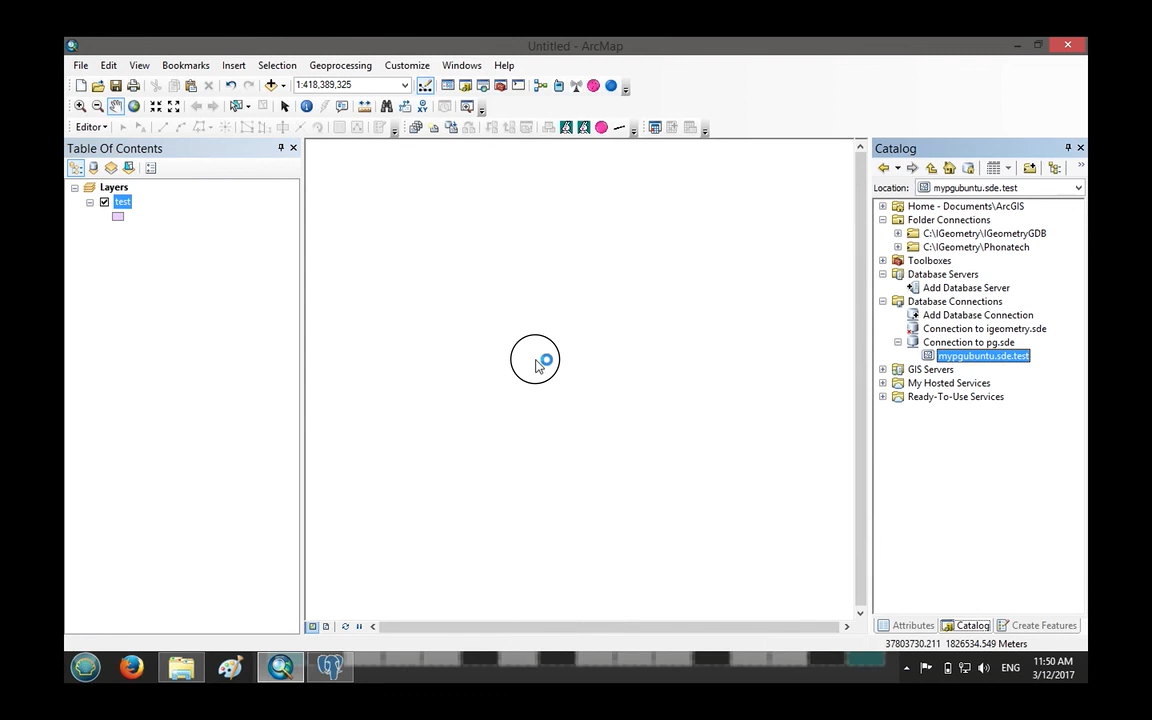 Untitled - ArcMap
File Edit View Bookmarks Insert Selection Geoprocessing Customize Windows Help
1:418,389,325
Editor
Table Of Contents
Layers
test
Catalog
Location: mypgubuntu.sde.test
Home - Documents\ArcGIS
Folder Connections
C:\IGeometry\IGeometryGDB
C:\IGeometry\Phonatech
Toolboxes
Database Servers
Add Database Server
Database Connections
Add Database Connection
Connection to igeometry.sde
Connection to pg.sde
mypgubuntu.sde.test
GIS Servers
My Hosted Services
Ready-To-Use Services
Attributes Catalog Create Features
37803730.211 1826534.549 Meters
ENG
11:50 AM
3/12/2017